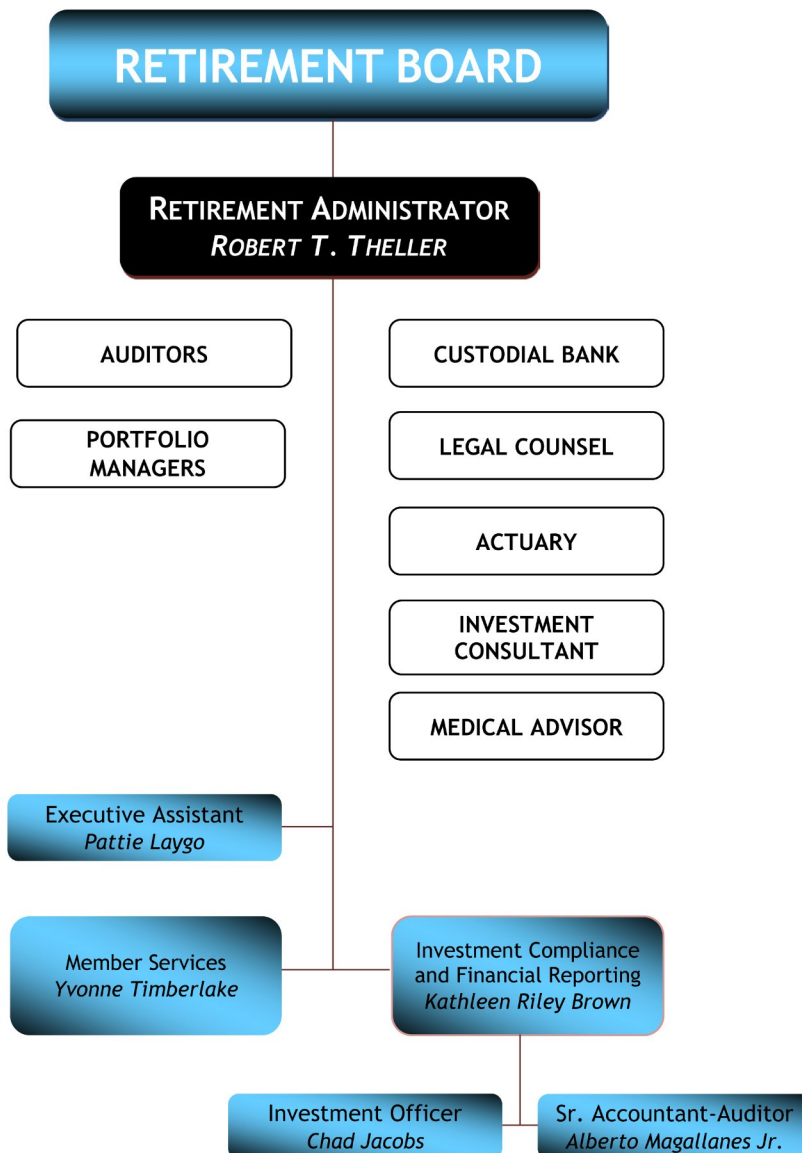 RETIREMENT BOARD
RETIREMENT ADMINISTRATOR
ROBERT T. THELLER
AUDITORS
CUSTODIAL BANK
PORTFOLIO
MANAGERS
LEGAL COUNSEL
ACTUARY
INVESTMENT
CONSULTANT
MEDICAL ADVISOR
Executive Assistant
Pattie Laygo
Member Services
Yvonne Timberlake
Investment Compliance
and Financial Reporting
Kathleen Riley Brown
Investment Officer
Chad Jacobs
Sr. Accountant-Auditor
Alberto Magallanes Jr.